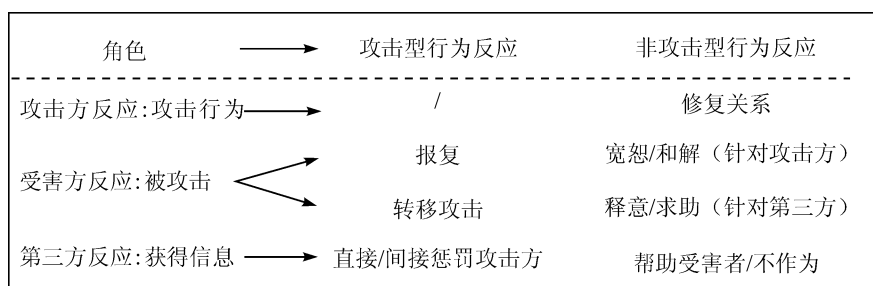 角色 攻击型行为反应 非攻击型行为反应
攻击方反应:攻击行为 / 修复关系
报复 宽恕/和解（针对攻击方）
受害方反应:被攻击
转移攻击 释意/求助（针对第三方）
第三方反应:获得信息 直接/间接惩罚攻击方 帮助受害者/不作为